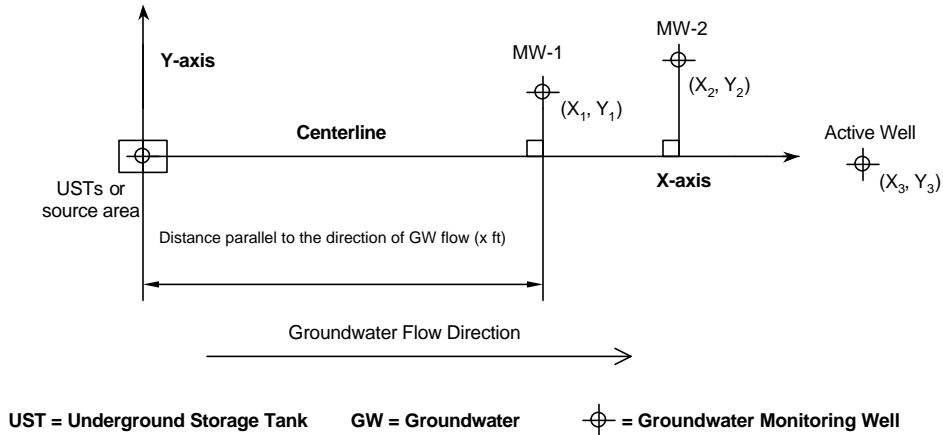 MW-2
MW-1
Y-axis
(X2, Y2)
(X1, Y1)
Centerline
Active Well
X-axis
(X3, Y3)
USTs or
source area
Distance parallel to the direction of GW flow (x ft)
Groundwater Flow Direction
UST = Underground Storage Tank GW = Groundwater = Groundwater Monitoring Well